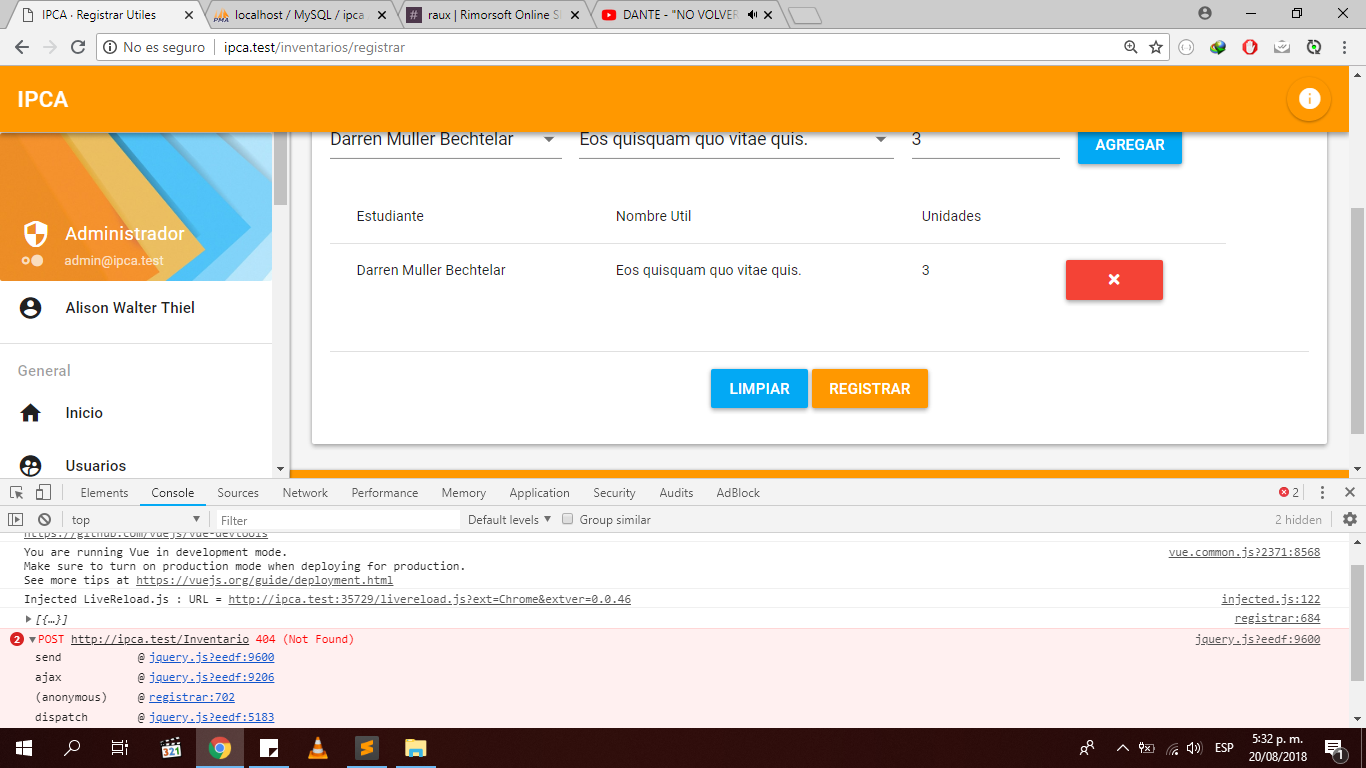 IPCA · Registrar Utiles
localhost / MySQL / ipca
raux | Rimorsoft Online S
DANTE - "NO VOLVER
No es seguro
ipca.test/inventarios/registrar
IPCA
Darren Muller Bechtelar
Eos quisquam quo vitae quis.
3
AGREGAR
Administrador
admin@ipca.test
Alison Walter Thiel
General
Inicio
Usuarios
Estudiante
Nombre Util
Unidades
Darren Muller Bechtelar
Eos quisquam quo vitae quis.
3
LIMPIAR
REGISTRAR
Elements
Console
Sources
Network
Performance
Memory
Application
Security
Audits
AdBlock
2
top
Filter
Default levels
Group similar
2 hidden
https://github.com/vuejs/vue-devtools
You are running Vue in development mode.
vue.common.js?2371:8568
Make sure to turn on production mode when deploying for production.
See more tips at https://vuejs.org/guide/deployment.html
Injected LiveReload.js : URL = http://ipca.test:35729/livereload.js?ext=Chrome&extver=0.0.46
injected.js:122
[{…}]
registrar:684
2 POST http://ipca.test/Inventario 404 (Not Found)
jquery.js?eedf:9600
send @ jquery.js?eedf:9600
ajax @ jquery.js?eedf:9206
(anonymous) @ registrar:702
dispatch @ jquery.js?eedf:5183
321
ESP
5:32 p. m.
20/08/2018
1